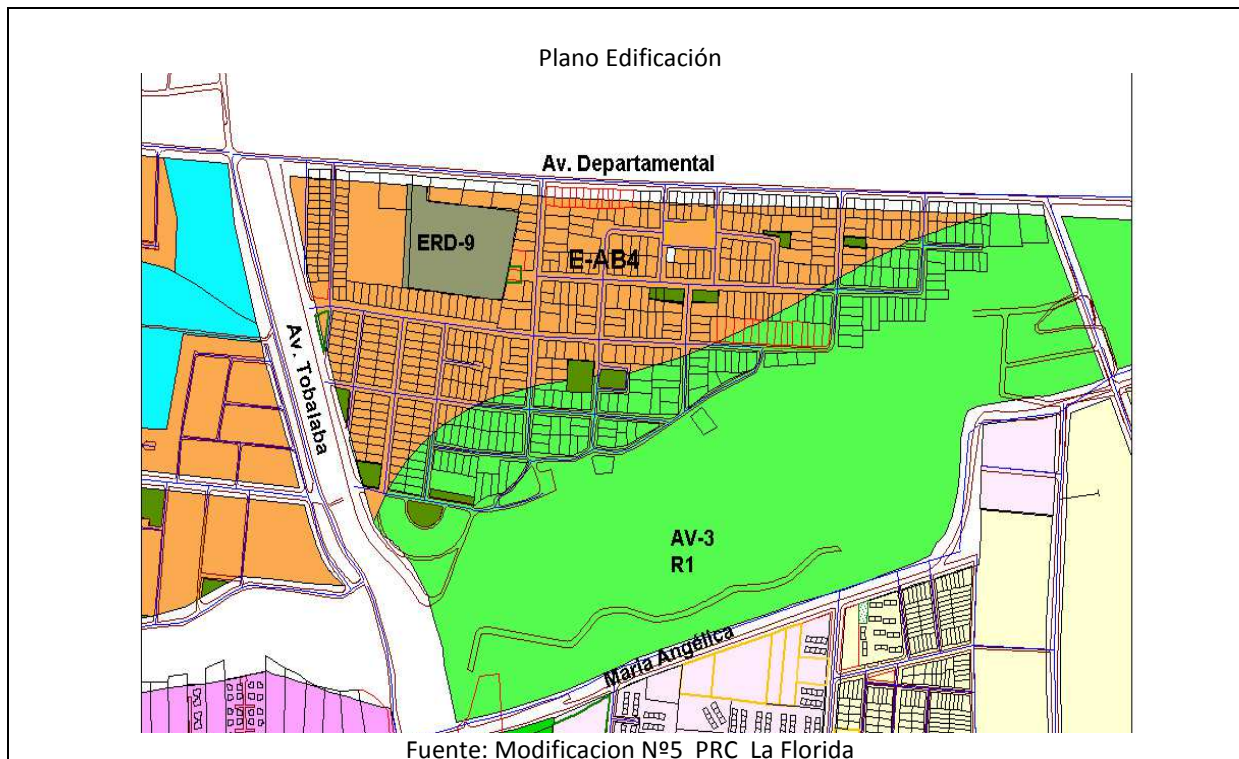 Plano Edificación
Av. Departamental
ERD-9
E-AB4
Av. Tobalaba
AV-3
R1
María Angélica
Fuente: Modificacion Nº5 PRC La Florida